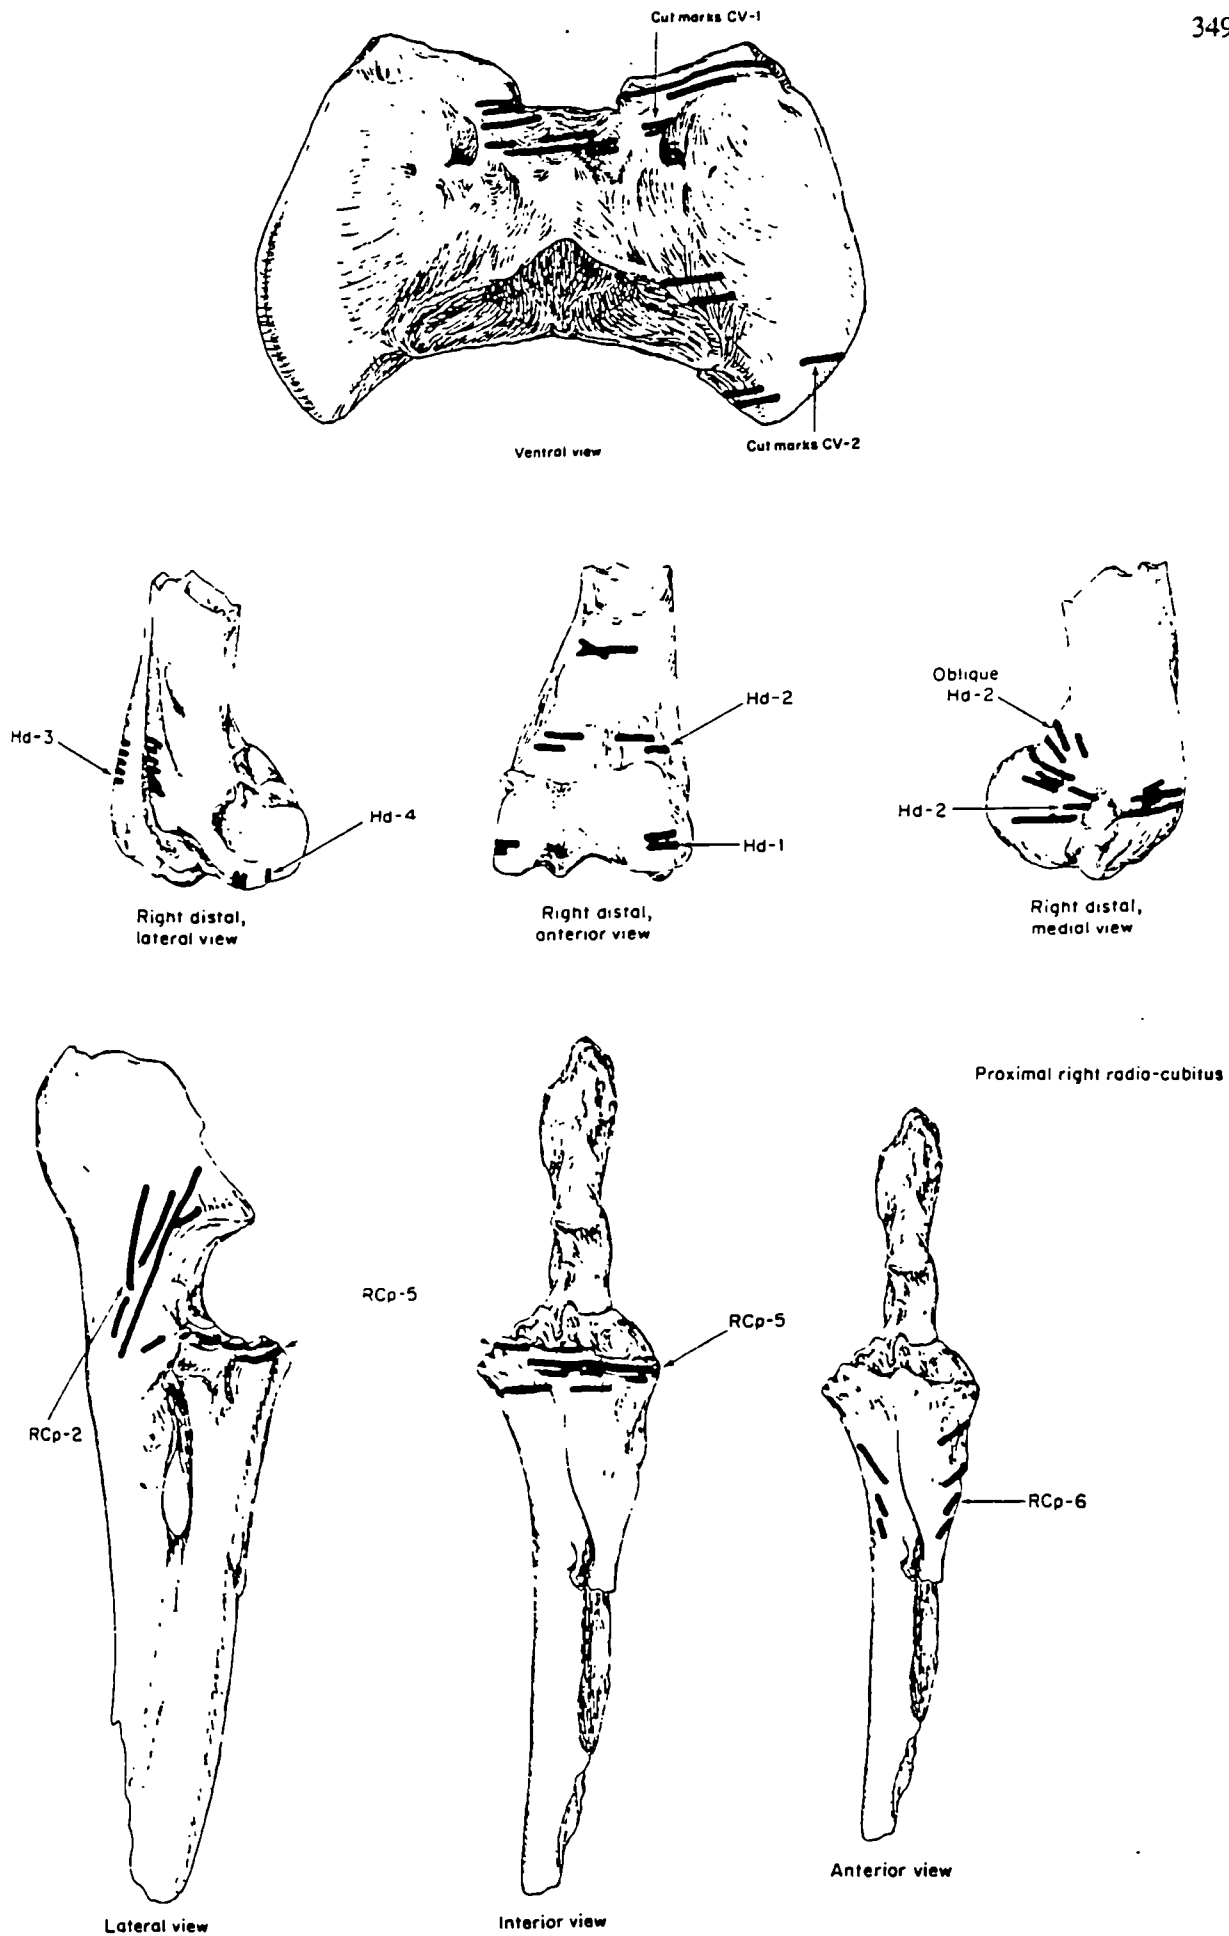 349
Cut marks CV-1
Ventral view
Cut marks CV-2
Hd-3
Hd-4
Right distal,
lateral view
Hd-2
Hd-1
Right distal,
anterior view
Oblique
Hd-2
Hd-2
Right distal,
medial view
Proximal right radio-cubitus
RCp-2
RCp-5
RCp-5
RCp-6
Lateral view
Interior view
Anterior view